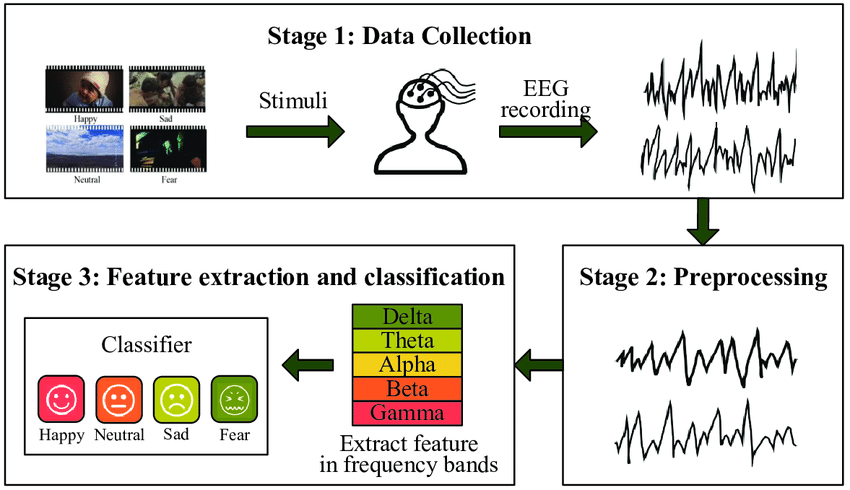 Stage 1: Data Collection
Happy
Sad
Neutral
Fear
Stimuli
EEG
recording
Stage 2: Preprocessing
Stage 3: Feature extraction and classification
Delta
Theta
Alpha
Beta
Gamma
Extract feature
in frequency bands
Classifier
Happy
Neutral
Sad
Fear